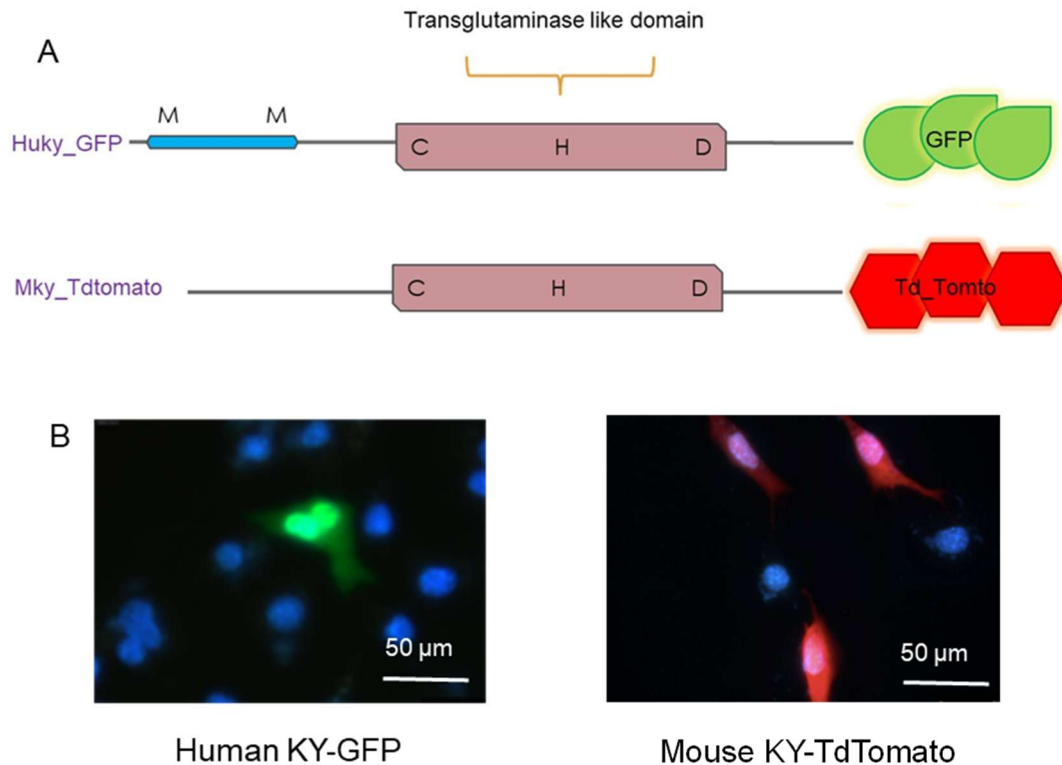 Transglutaminase like domain
A
M M
Huky_GFP
C H D
GFP
Mky_Tdtomato
C H D
Td_Tomto
B
50 µm
50 µm
Human KY-GFP
Mouse KY-TdTomato